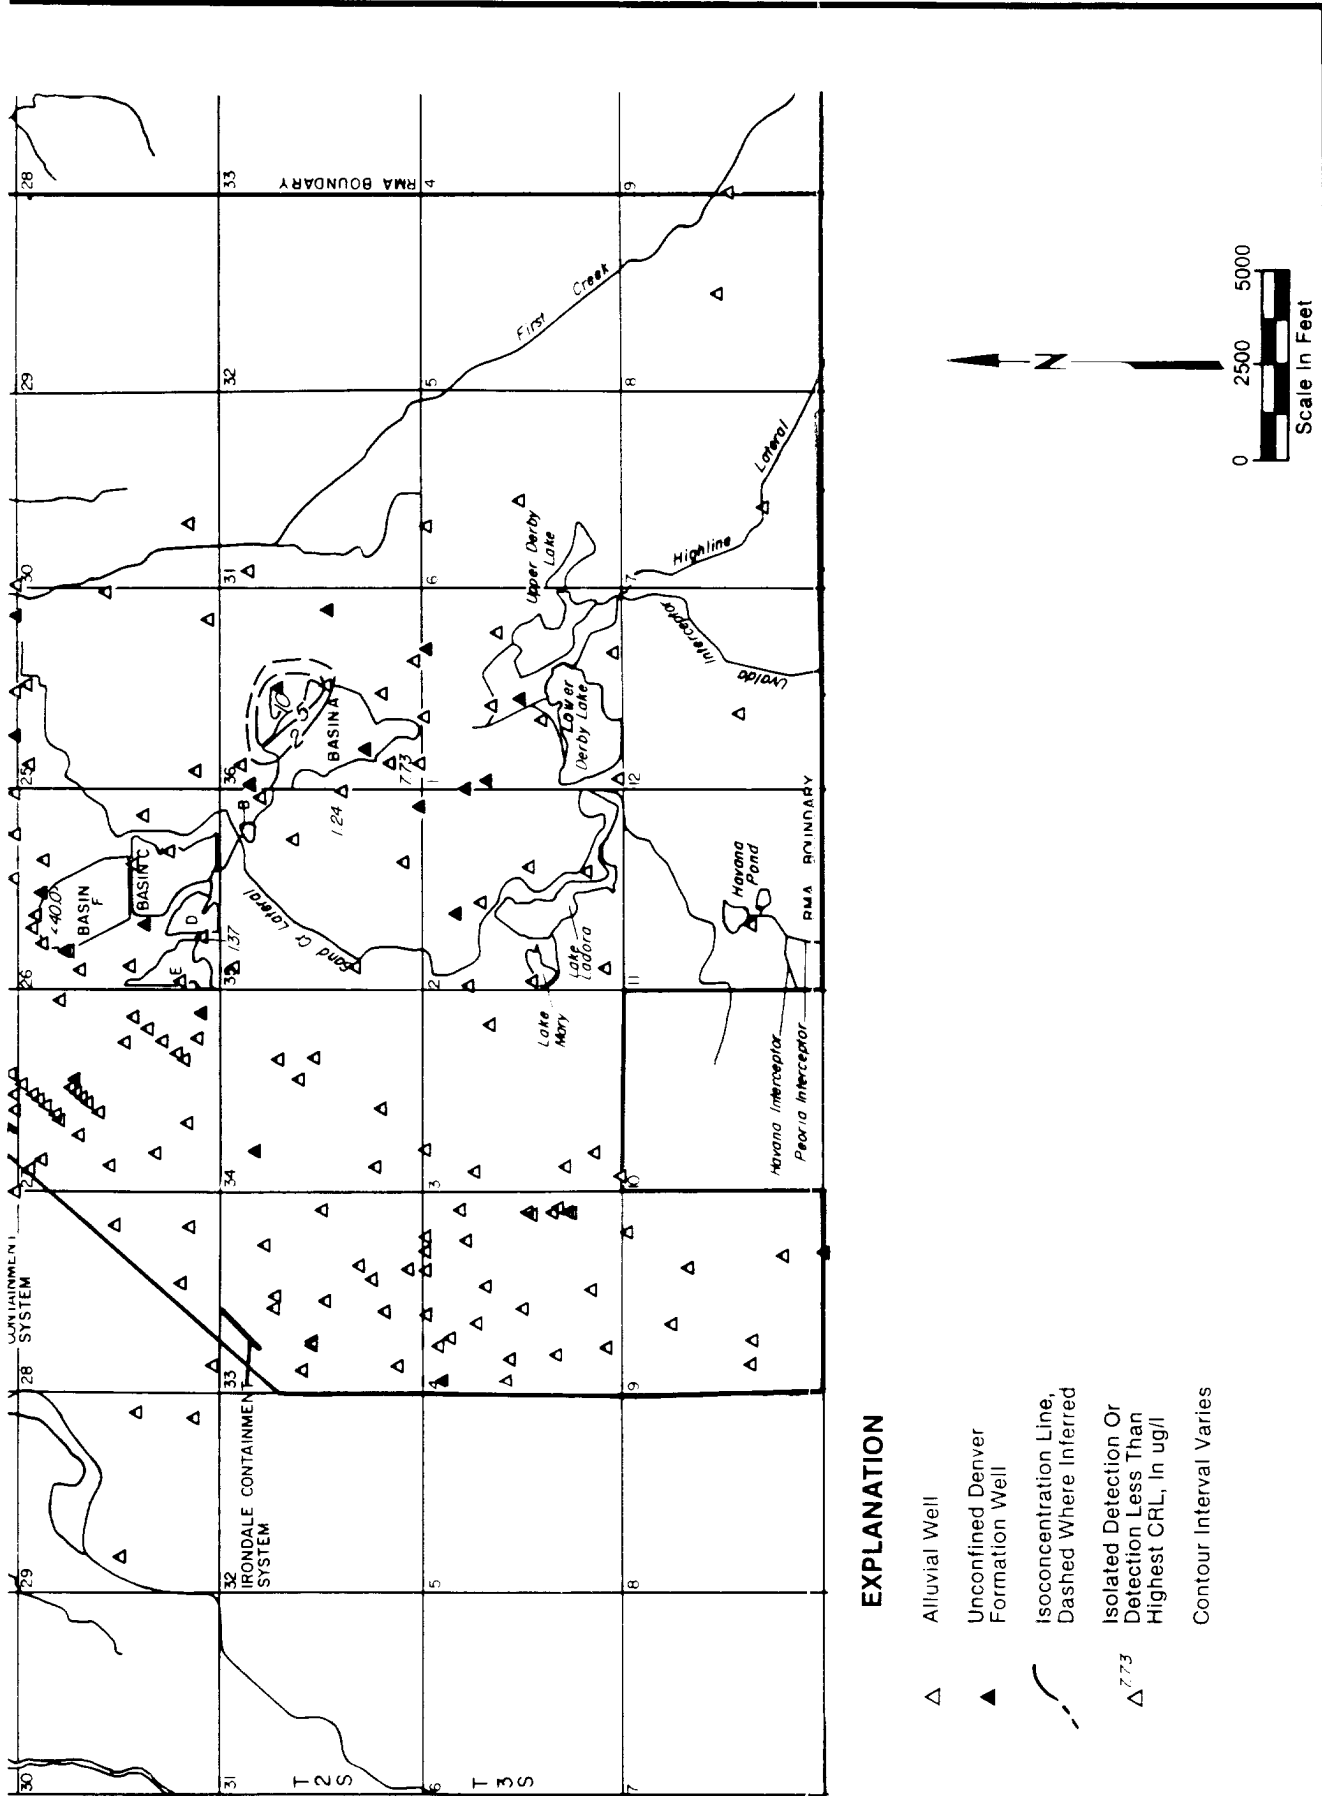 28
33
RMA BOUNDARY
4
9
29
32
5
8
First Creek
30
31
6
7
Upper Derby
Lake
Highline Lateral
Uvalda Interceptor
Lower
Derby Lake
25
36
10
5
2
BASIN A
7.73
1
12
1.24
B
BASIN C
BASIN
F
<40.0
D
E
1.37
26
35
Sand Cr Lateral
2
11
Lake
Ladora
Lake
Mary
Havana
Pond
RMA BOUNDARY
Havana Interceptor
Peoria Interceptor
27
34
3
10
CONTAINMENT
SYSTEM
28
33
4
9
IRONDALE CONTAINMENT
SYSTEM
29
32
5
8
30
31
6
7
T 2 S
T 3 S
N
0 2500 5000
Scale In Feet
EXPLANATION
Alluvial Well
Unconfined Denver
Formation Well
Isoconcentration Line,
Dashed Where Inferred
7.73
Isolated Detection Or
Detection Less Than
Highest CRL, In ug/l
Contour Interval Varies